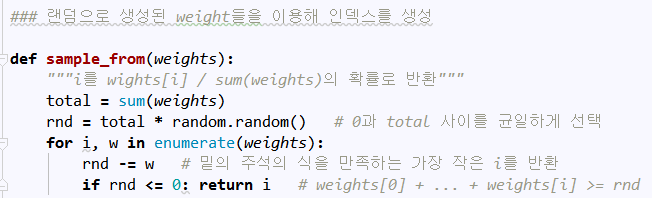 ### 랜덤으로 생성된 weight들을 이용해 인덱스를 생성
def sample_from(weights):
"""i를 wights[i] / sum(weights)의 확률로 반환"""
total = sum(weights)
rnd = total * random.random() # 0과 total 사이를 균일하게 선택
for i, w in enumerate(weights):
rnd -= w # 밑의 주석의 식을 만족하는 가장 작은 i를 반환
if rnd <= 0: return i # weights[0] + ... + weights[i] >= rnd